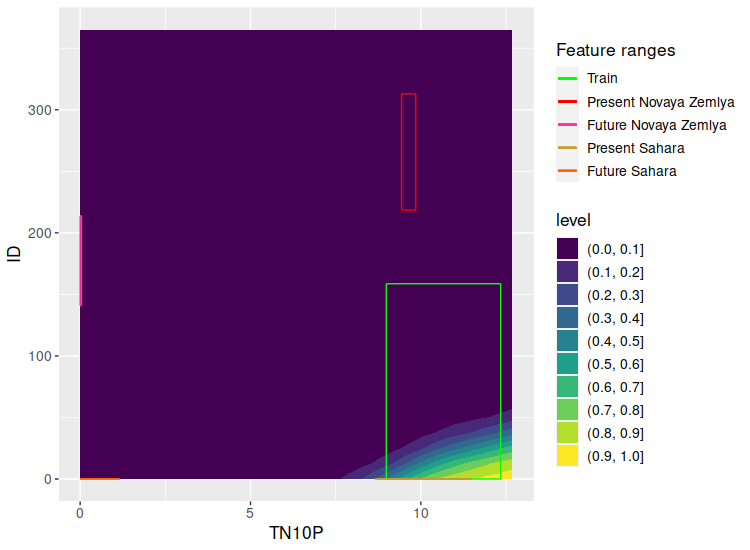 Feature ranges
Train
Present Novaya Zemlya
Future Novaya Zemlya
Present Sahara
Future Sahara
level
(0.0, 0.1]
(0.1, 0.2]
(0.2, 0.3]
(0.3, 0.4]
(0.4, 0.5]
(0.5, 0.6]
(0.6, 0.7]
(0.7, 0.8]
(0.8, 0.9]
(0.9, 1.0]
ID
300
200
100
0
0
5
10
TN10P